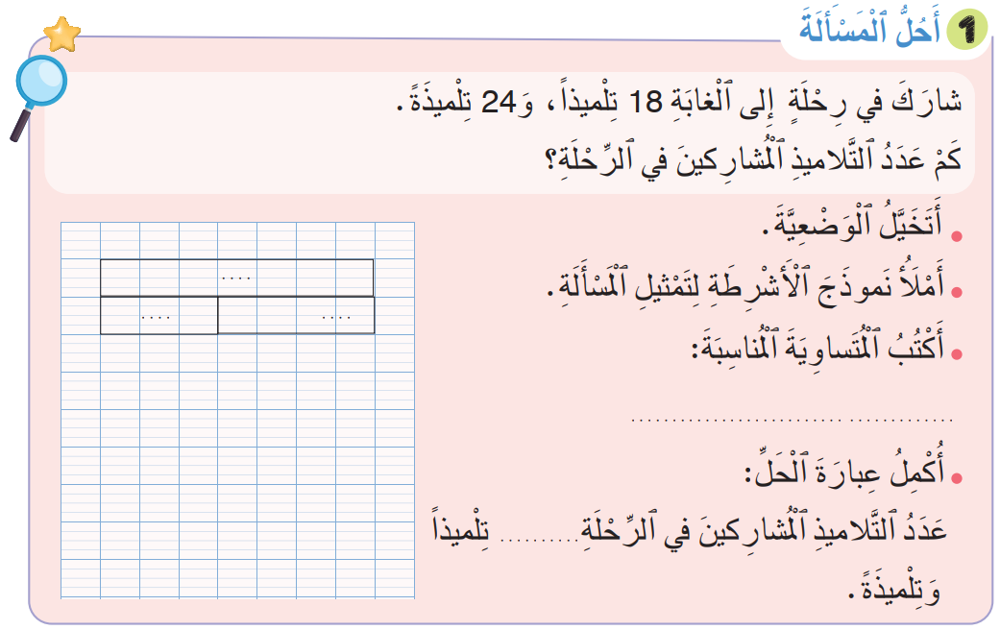 1 أَحُلُّ ٱلْمَسْأَلَةَ
شارَكَ في رِحْلَةٍ إِلى ٱلْغابَةِ 18 تِلْميذاً، وَ24 تِلْميذَةً.
كَمْ عَدَدُ ٱلتَّلاميذِ ٱلْمُشارِكينَ في ٱلرِّحْلَةِ؟
• أَتَخَيَّلُ ٱلْوَضْعِيَّةَ.
• أَمْلَأُ نَموذَجَ ٱلْأَشْرِطَةِ لِتَمْثيلِ ٱلْمَسْأَلَةِ.
• أَكْتُبُ ٱلْمُتَساوِيَةَ ٱلْمُناسِبَةَ:
......................................
• أُكْمِلُ عِبارَةَ ٱلْحَلِّ:
عَدَدُ ٱلتَّلاميذِ ٱلْمُشارِكينَ في ٱلرِّحْلَةِ.......... تِلْميذاً
وَتِلْميذَةً.
....
.... ....